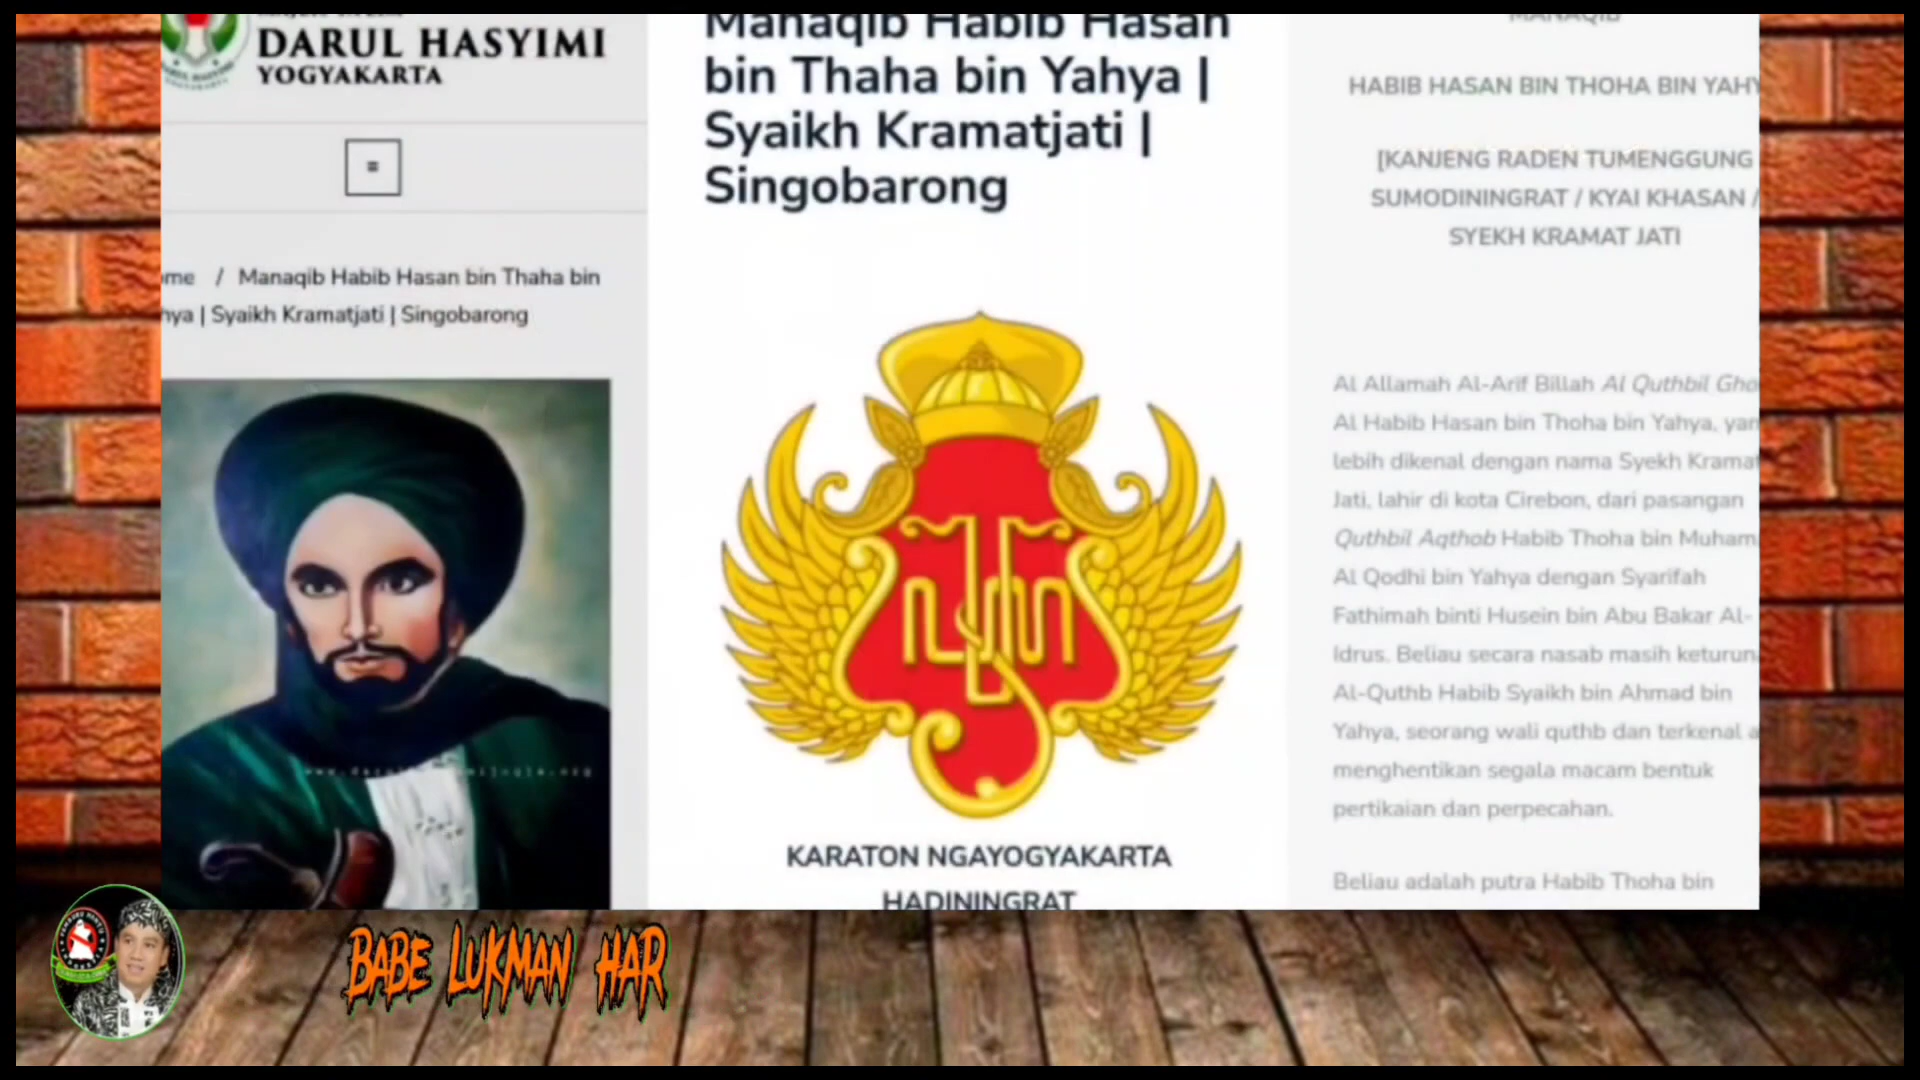 DARUL HASYIMI
YOGYAKARTA
Manaqib Habib Hasan bin Thaha bin
| Syaikh Kramatjati | Singobarong
Manaqib Habib Hasan
bin Thaha bin Yahya |
Syaikh Kramatjati |
Singobarong
KARATON NGAYOGYAKARTA
HADININGRAT
MANAQIB
HABIB HASAN BIN THOHA BIN
[KANJENG RADEN TUMENGGUNG
SUMODININGRAT / KYAI KHASAN /
SYEKH KRAMAT JATI
Al Allamah Al-Arif Billah Al Quthbil
Al Habib Hasan bin Thoha bin Yahya,
lebih dikenal dengan nama Syekh
Jati, lahir di kota Cirebon, dari pasangan
Quthbil Aqthob Habib Thoha bin
Al Qodhi bin Yahya dengan Syarifah
Fathimah binti Husein bin Abu Bakar Al-
Idrus. Beliau secara nasab masih
Al-Quthb Habib Syaikh bin Ahmad bin
Yahya, seorang wali quthb dan terkenal
menghentikan segala macam bentuk
pertikaian dan perpecahan.
Beliau adalah putra Habib Thoha bin
BABE LUKMAN HAR